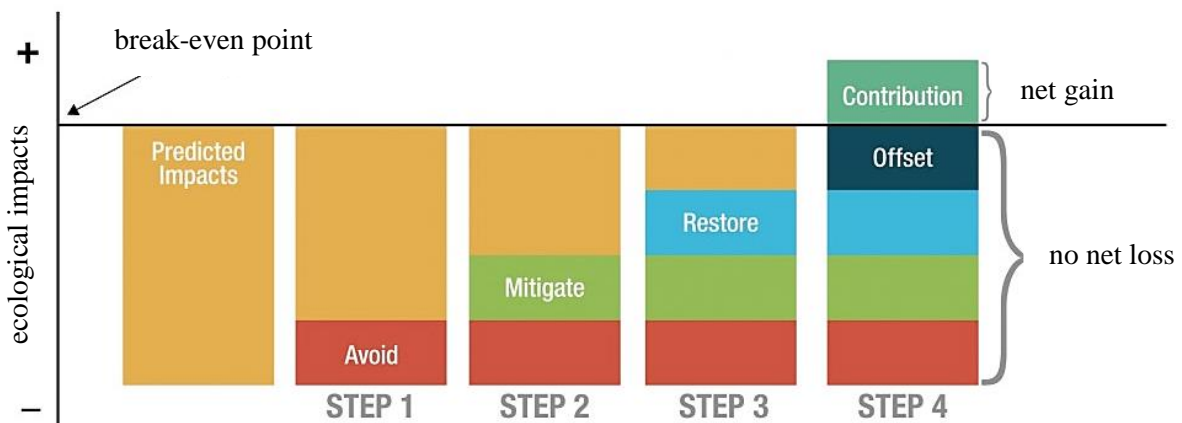 +
break-even point
Contribution
net gain
Predicted
Impacts
Offset
Restore
no net loss
Mitigate
Avoid
ecological impacts
–
STEP 1
STEP 2
STEP 3
STEP 4